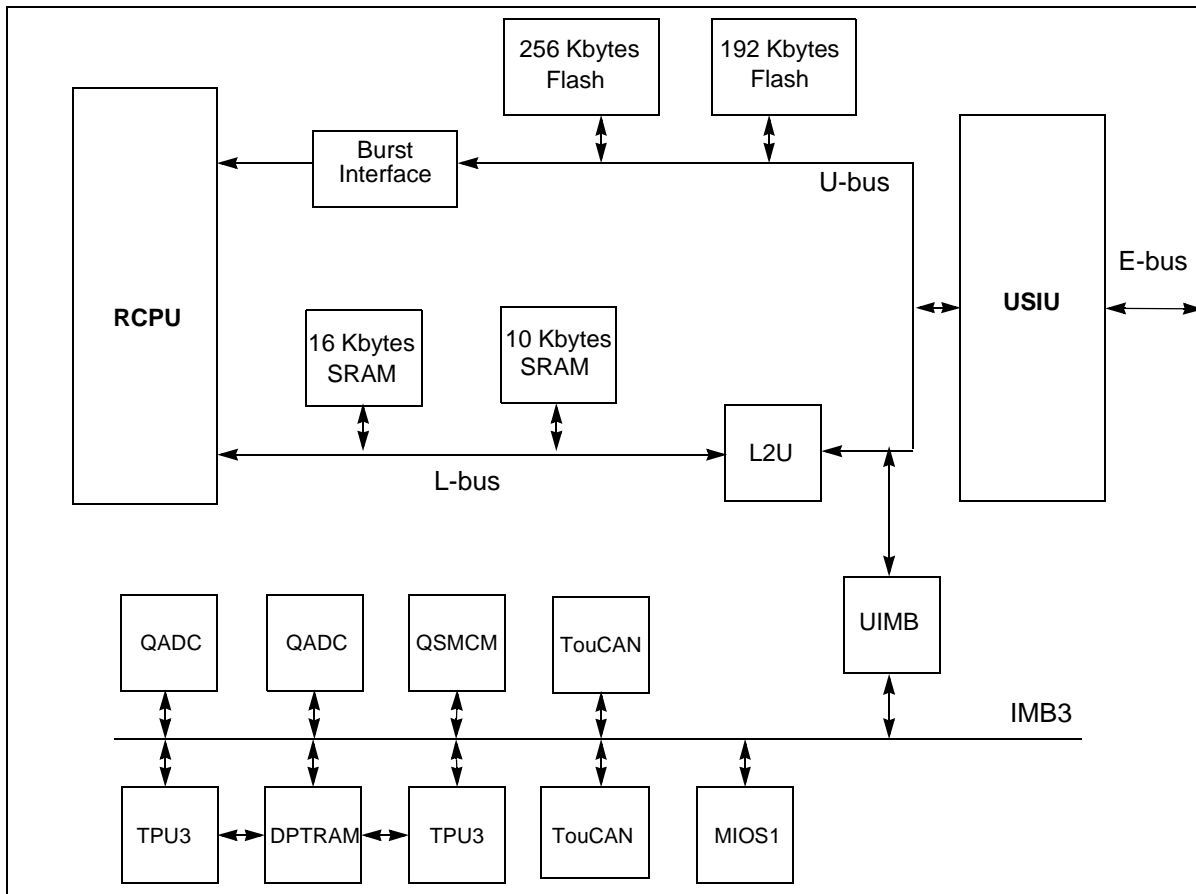 256 Kbytes
Flash
192 Kbytes
Flash
Burst
Interface
U-bus
E-bus
RCPU
USIU
16 Kbytes
SRAM
10 Kbytes
SRAM
L2U
L-bus
UIMB
QADC
QADC
QSMCM
TouCAN
IMB3
TPU3
DPTRAM
TPU3
TouCAN
MIOS1